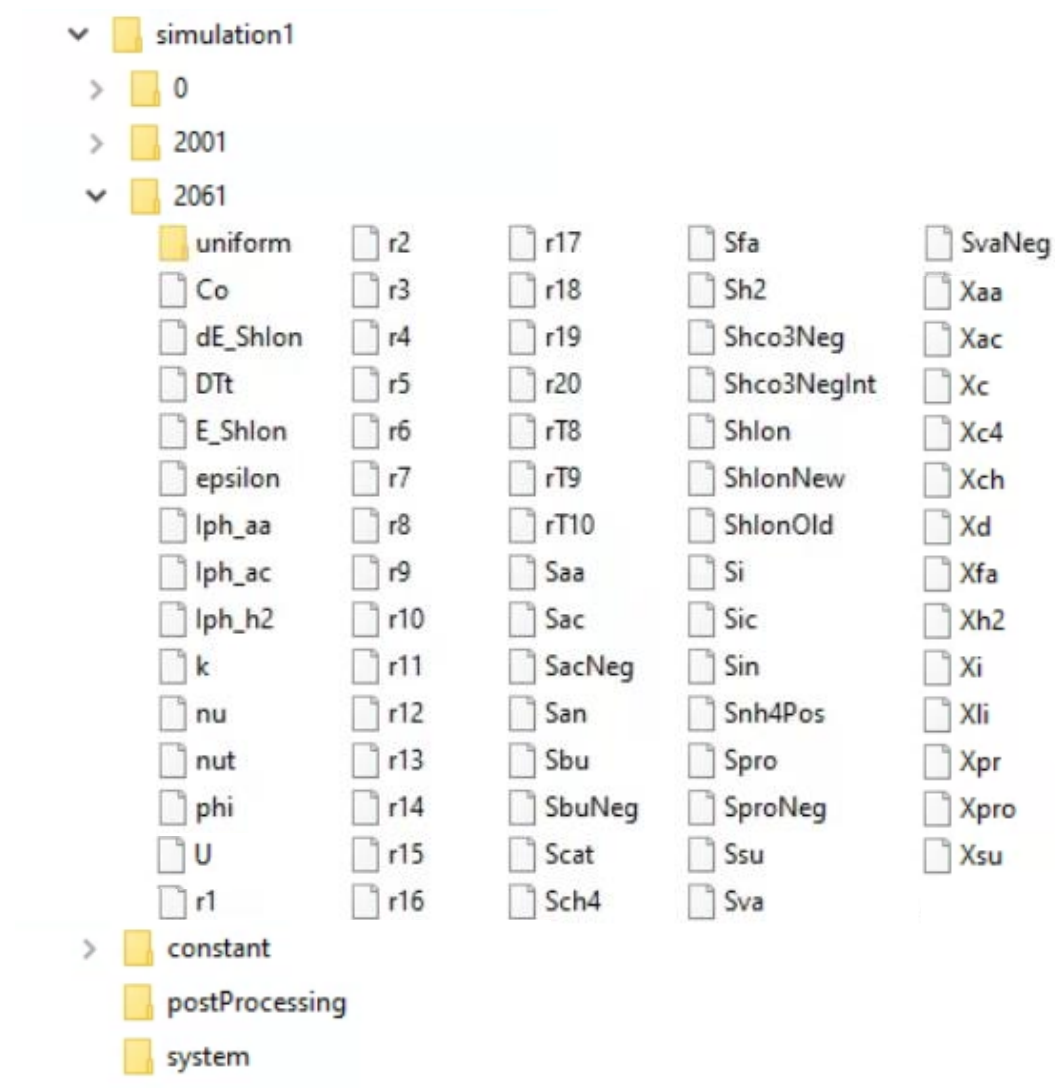 simulation1
0
2001
2061
uniform
Co
dE_ShIon
DTt
E_ShIon
epsilon
Iph_aa
Iph_ac
Iph_h2
k
nu
nut
phi
U
r1
r2
r3
r4
r5
r6
r7
r8
r9
r10
r11
r12
r13
r14
r15
r16
r17
r18
r19
r20
rT8
rT9
rT10
Saa
Sac
SacNeg
San
Sbu
SbuNeg
Scat
Sch4
Sfa
Sh2
Shco3Neg
Shco3NegInt
ShIon
ShIonNew
ShIonOld
Si
Sic
Sin
Snh4Pos
Spro
SproNeg
Ssu
Sva
SvaNeg
Xaa
Xac
Xc
Xc4
Xch
Xd
Xfa
Xh2
Xi
Xli
Xpr
Xpro
Xsu
constant
postProcessing
system